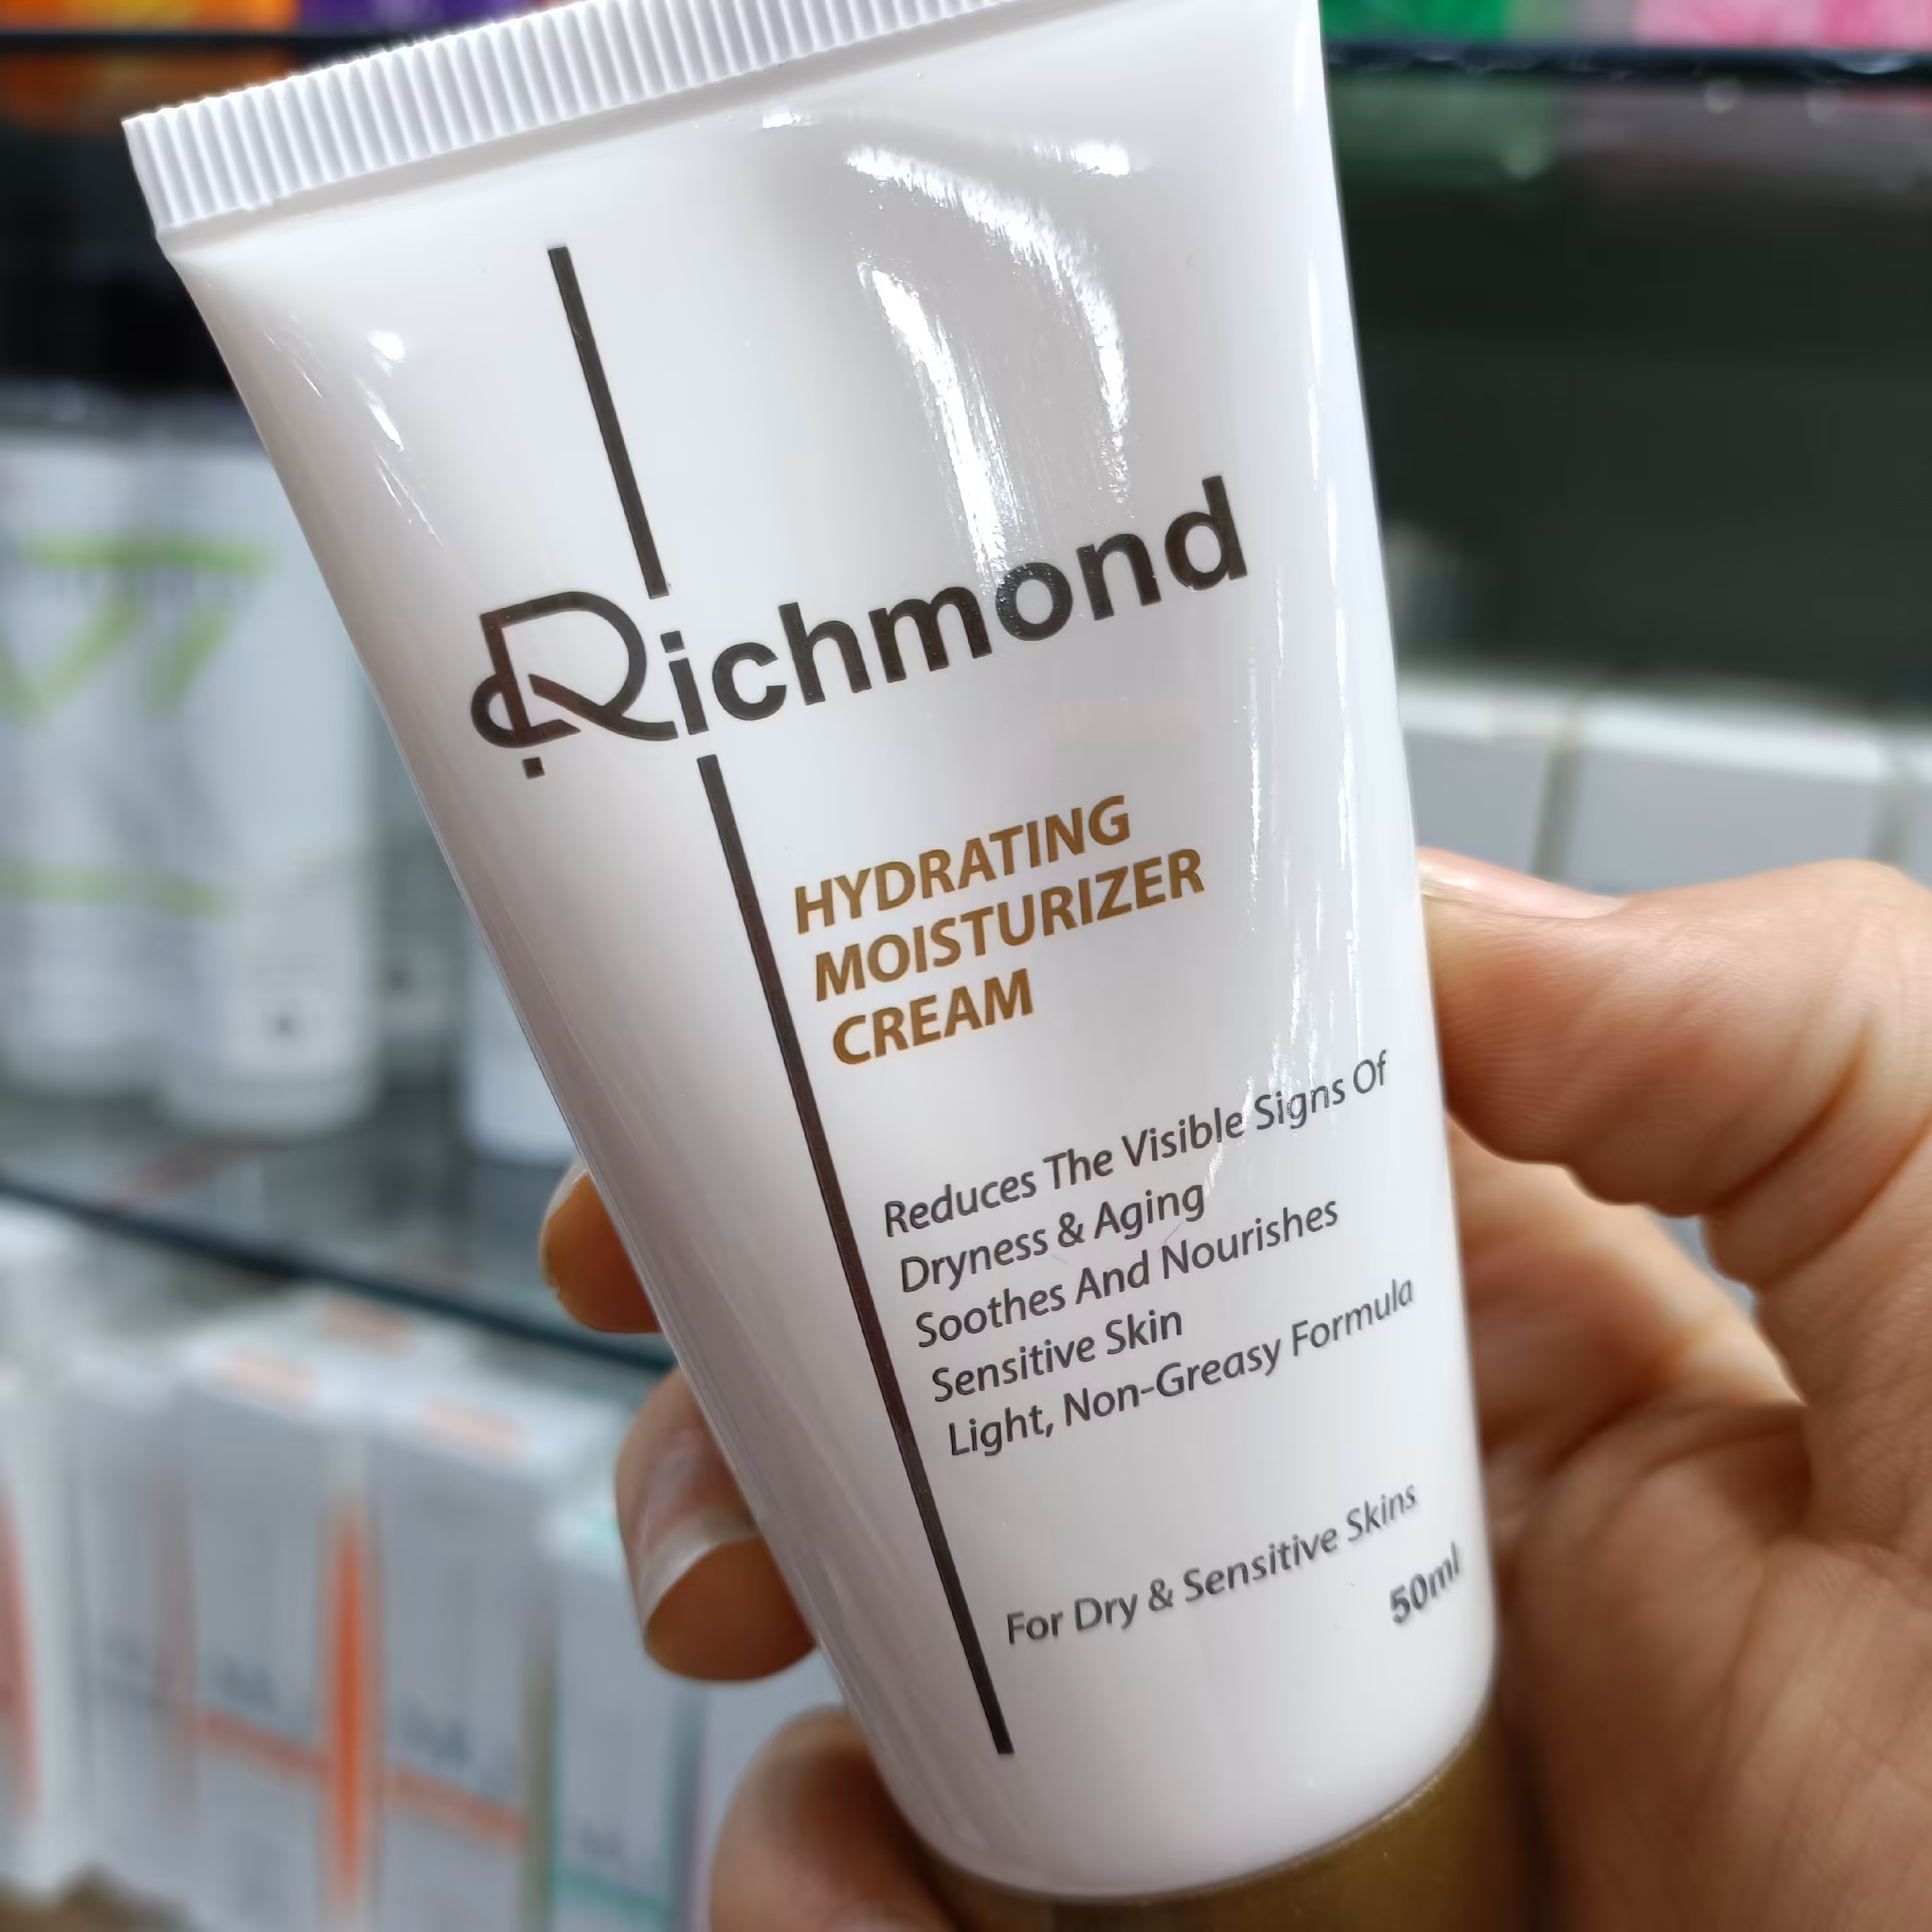 Richmond
HYDRATING
MOISTURIZER
CREAM
Reduces The Visible Signs Of
Dryness & Aging
Soothes And Nourishes
Sensitive Skin
Light, Non-Greasy Formula
For Dry & Sensitive Skins
50ml